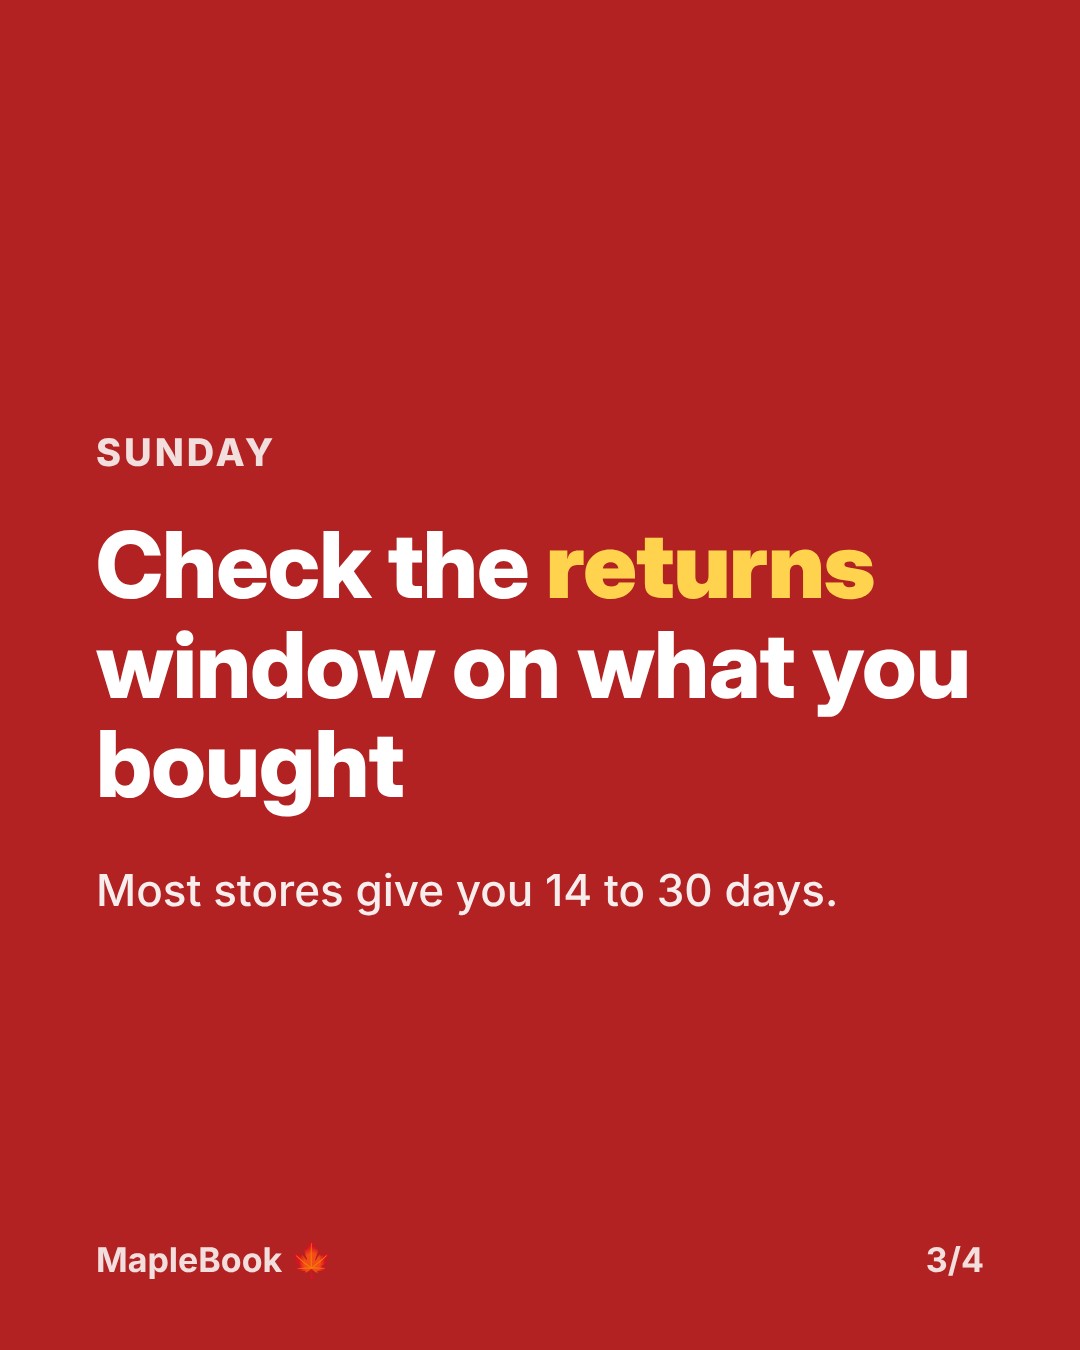 SUNDAY
Check the returns
window on what you
bought
Most stores give you 14 to 30 days.
MapleBook 🍁
3/4